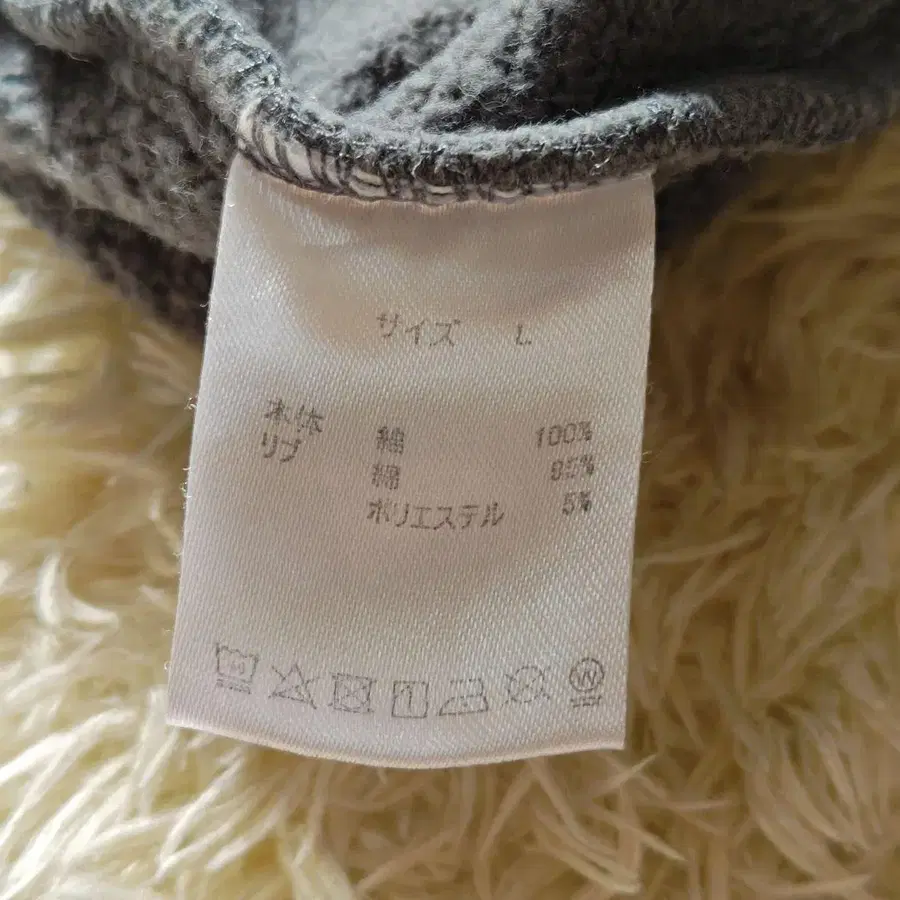 サイズ L
本体 綿 100%
リブ 綿 95%
ポリエステル 5%
W